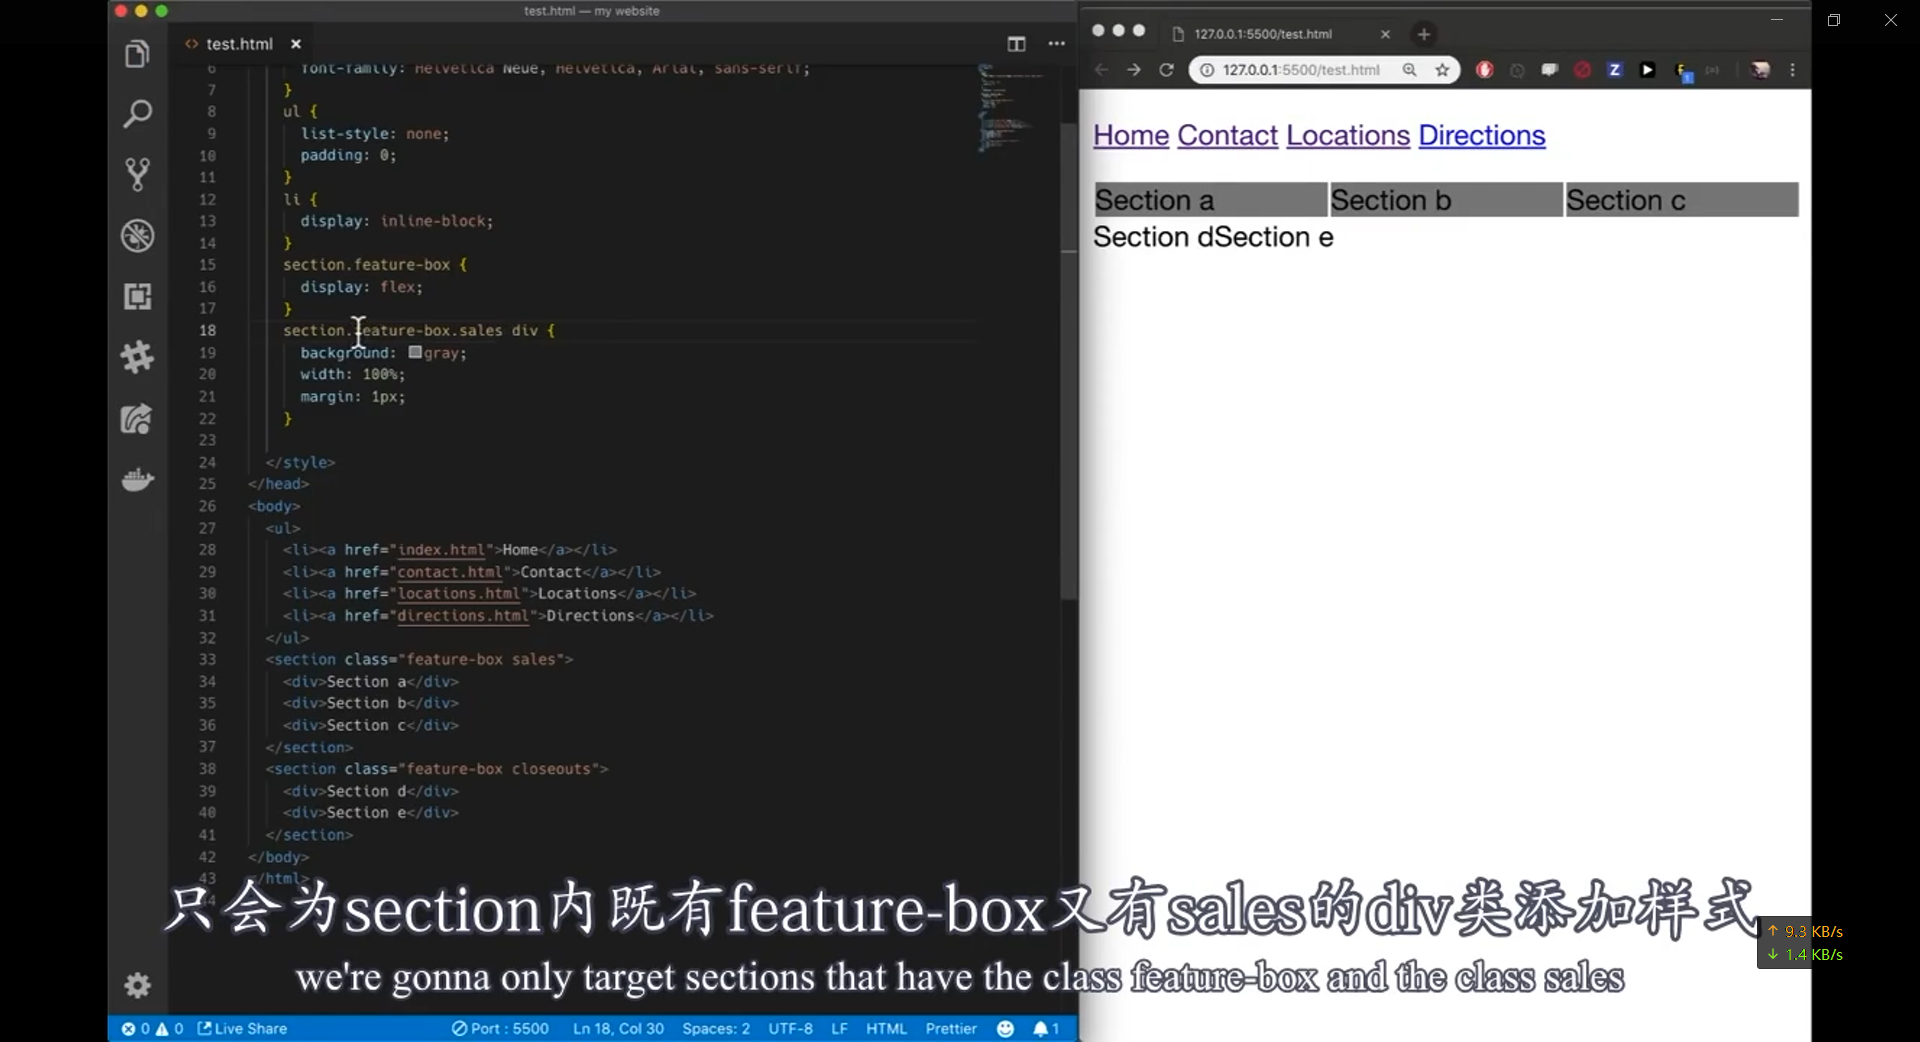 test.html — my website
test.html
6 font-family: Helvetica Neue, Helvetica, Arial, sans-serif;
7 }
8 ul {
9 list-style: none;
10 padding: 0;
11 }
12 li {
13 display: inline-block;
14 }
15 section.feature-box {
16 display: flex;
17 }
18 section.feature-box.sales div {
19 background: gray;
20 width: 100%;
21 margin: 1px;
22 }
23
24 </style>
25 </head>
26 <body>
27 <ul>
28 <li><a href="index.html">Home</a></li>
29 <li><a href="contact.html">Contact</a></li>
30 <li><a href="locations.html">Locations</a></li>
31 <li><a href="directions.html">Directions</a></li>
32 </ul>
33 <section class="feature-box sales">
34 <div>Section a</div>
35 <div>Section b</div>
36 <div>Section c</div>
37 </section>
38 <section class="feature-box closeouts">
39 <div>Section d</div>
40 <div>Section e</div>
41 </section>
42 </body>
43 </html>
0 0 Live Share Port : 5500 Ln 18, Col 30 Spaces: 2 UTF-8 LF HTML Prettier 1
127.0.0.1:5500/test.html
127.0.0.1:5500/test.html
Home Contact Locations Directions
Section a Section b Section c
Section dSection e
只会为section内既有feature-box又有sales的div类添加样式
we're gonna only target sections that have the class feature-box and the class sales
↑ 9.3 KB/s
↓ 1.4 KB/s